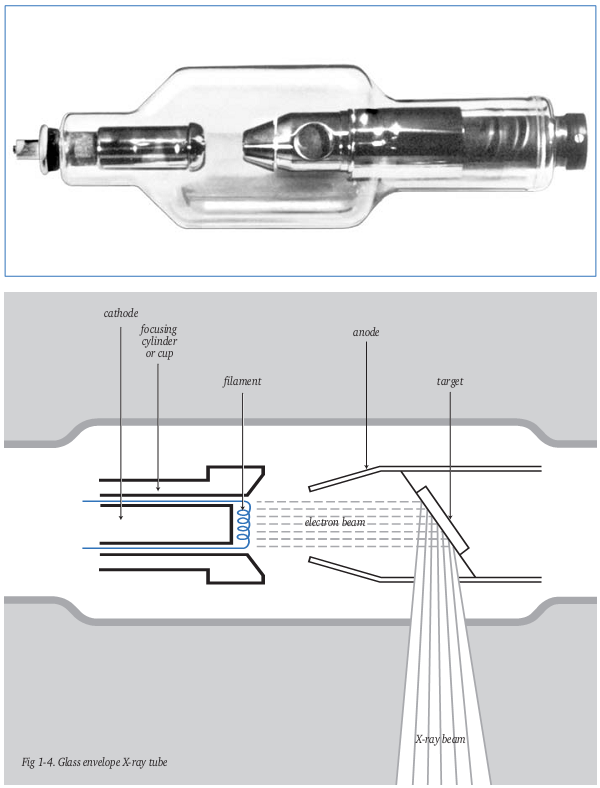 cathode
focusing
cylinder
or cup
anode
filament
target
electron beam
X-ray beam
Fig 1-4. Glass envelope X-ray tube